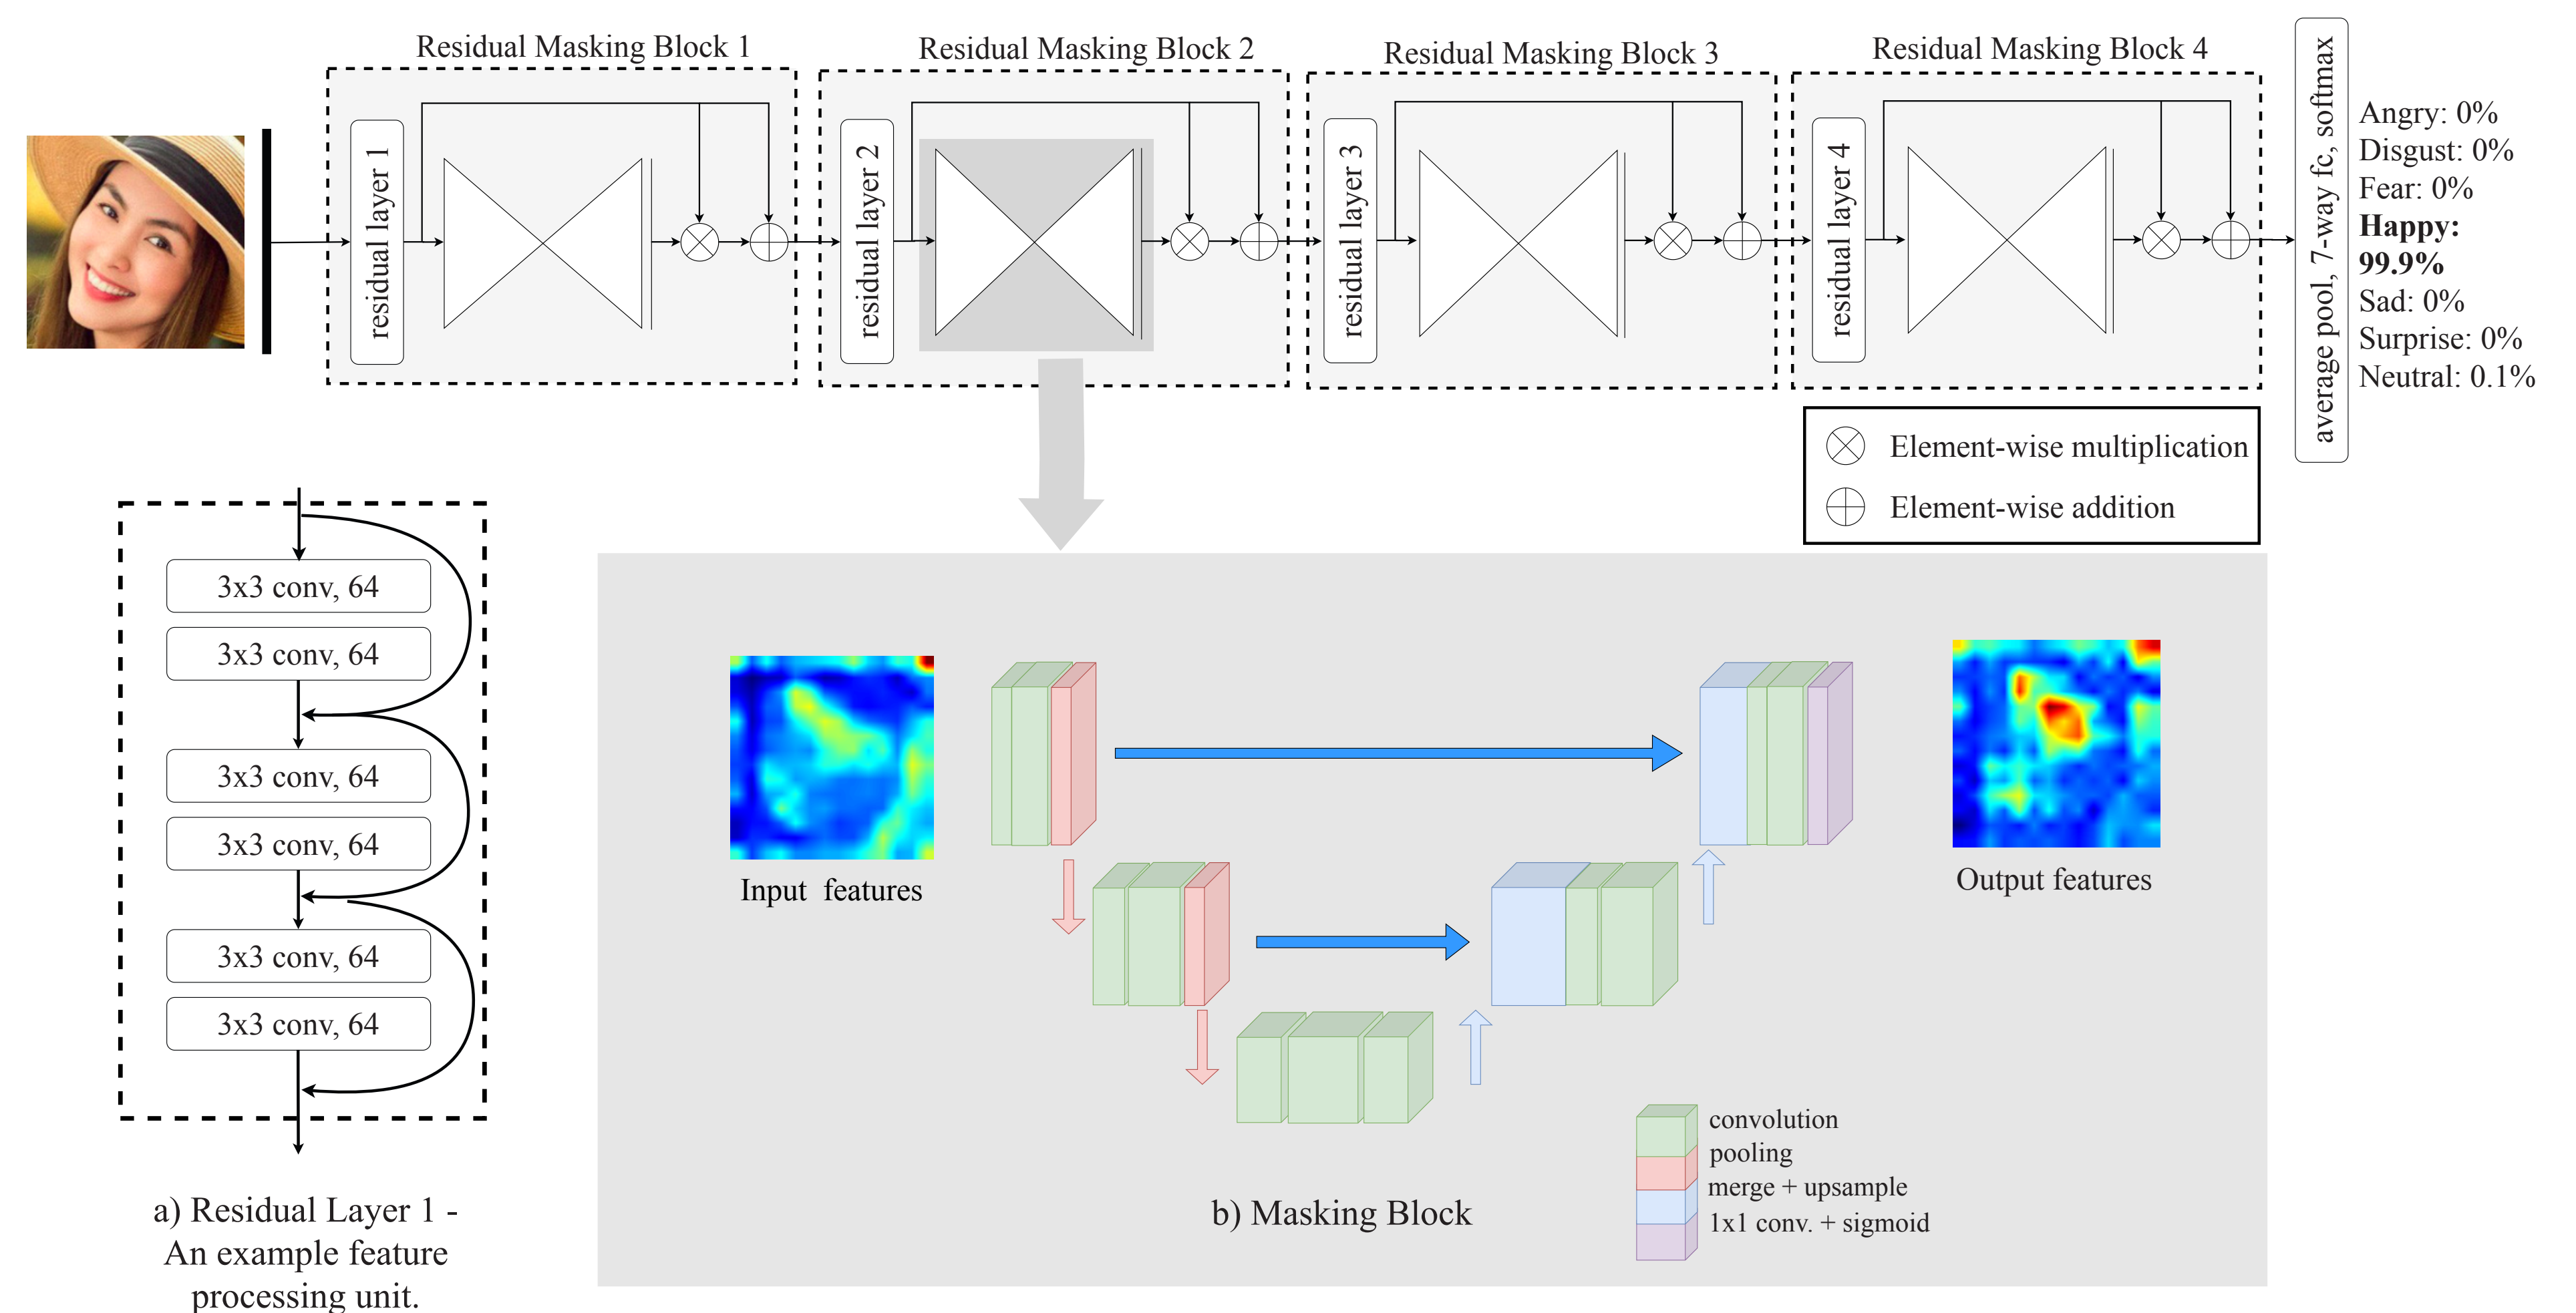 Residual Masking Block 1
Residual Masking Block 2
Residual Masking Block 3
Residual Masking Block 4
residual layer 1
residual layer 2
residual layer 3
residual layer 4
average pool, 7-way fc, softmax
Angry: 0%
Disgust: 0%
Fear: 0%
Happy:
99.9%
Sad: 0%
Surprise: 0%
Neutral: 0.1%
Element-wise multiplication
Element-wise addition
3x3 conv, 64
3x3 conv, 64
3x3 conv, 64
3x3 conv, 64
3x3 conv, 64
3x3 conv, 64
a) Residual Layer 1 -
An example feature
processing unit.
Input features
Output features
convolution
pooling
merge + upsample
1x1 conv. + sigmoid
b) Masking Block